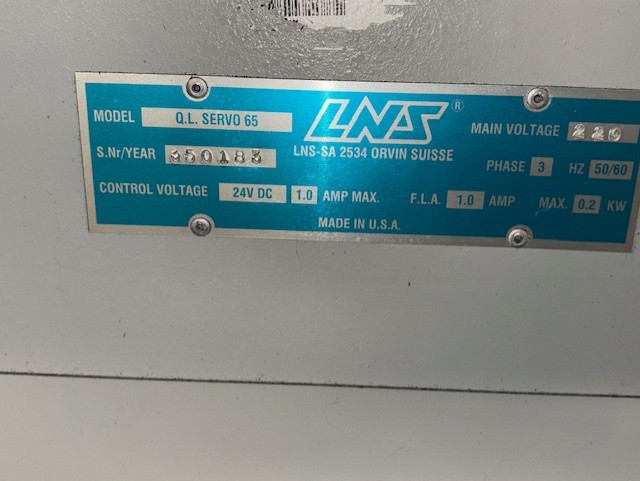 LNS®
MODEL Q.L. SERVO 65
MAIN VOLTAGE 220
S.Nr/YEAR 350183
LNS-SA 2534 ORVIN SUISSE
PHASE 3 HZ 50/60
CONTROL VOLTAGE 24V DC 1.0 AMP MAX. F.L.A. 1.0 AMP MAX. 0.2 KW
MADE IN U.S.A.